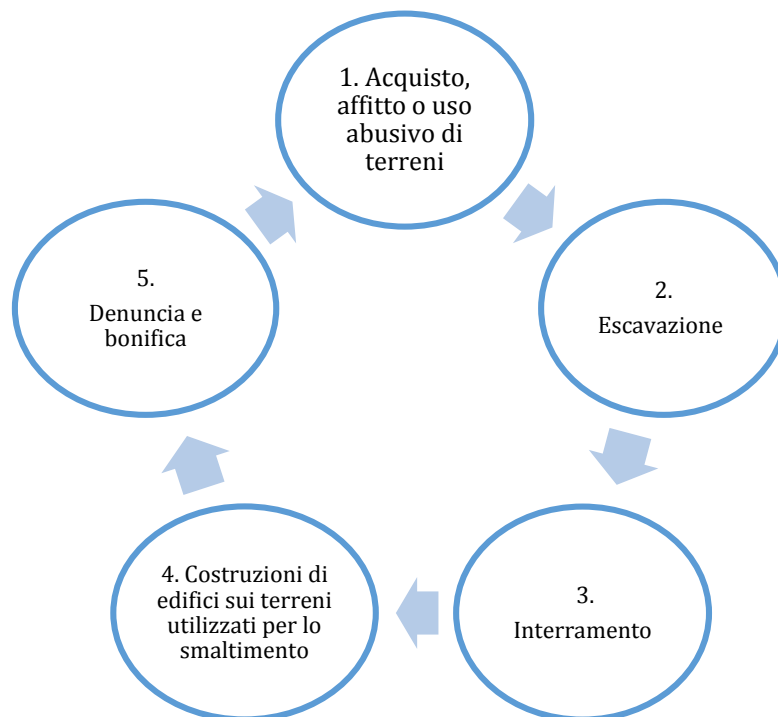 1. Acquisto,
affitto o uso
abusivo di
terreni
2.
Escavazione
3.
Interramento
4. Costruzioni di
edifici sui terreni
utilizzati per lo
smaltimento
5.
Denuncia e
bonifica